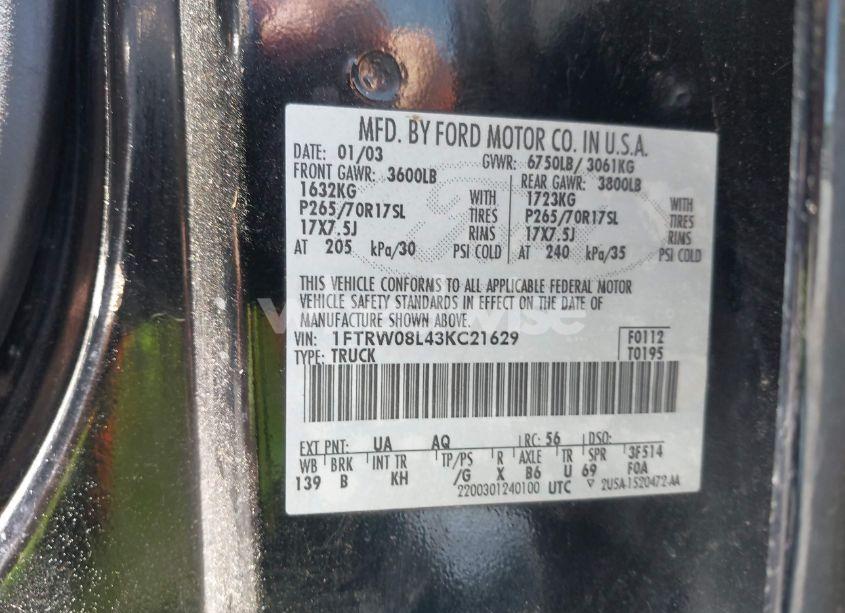 MFD. BY FORD MOTOR CO. IN U.S.A.
DATE: 01/03 GVWR: 6750LB/ 3061KG
FRONT GAWR: 3600LB REAR GAWR: 3800LB
1632KG WITH 1723KG WITH
P265/70R17SL TIRES P265/70R17SL TIRES
17X7.5J RIMS 17X7.5J RIMS
AT 205 kPa/30 PSI COLD AT 240 kPa/35 PSI COLD
THIS VEHICLE CONFORMS TO ALL APPLICABLE FEDERAL MOTOR
VEHICLE SAFETY STANDARDS IN EFFECT ON THE DATE OF
MANUFACTURE SHOWN ABOVE.
VIN: 1FTRW08L43KC21629 F0112
TYPE: TRUCK T0195
EXT PNT: UA AQ RC: 56 DSO:
WB BRK INT TR TP/PS R AXLE TR SPR 3F514
139 B KH /G X B6 U 69 F0A
2200301240100 UTC 2USA-1520472-AA